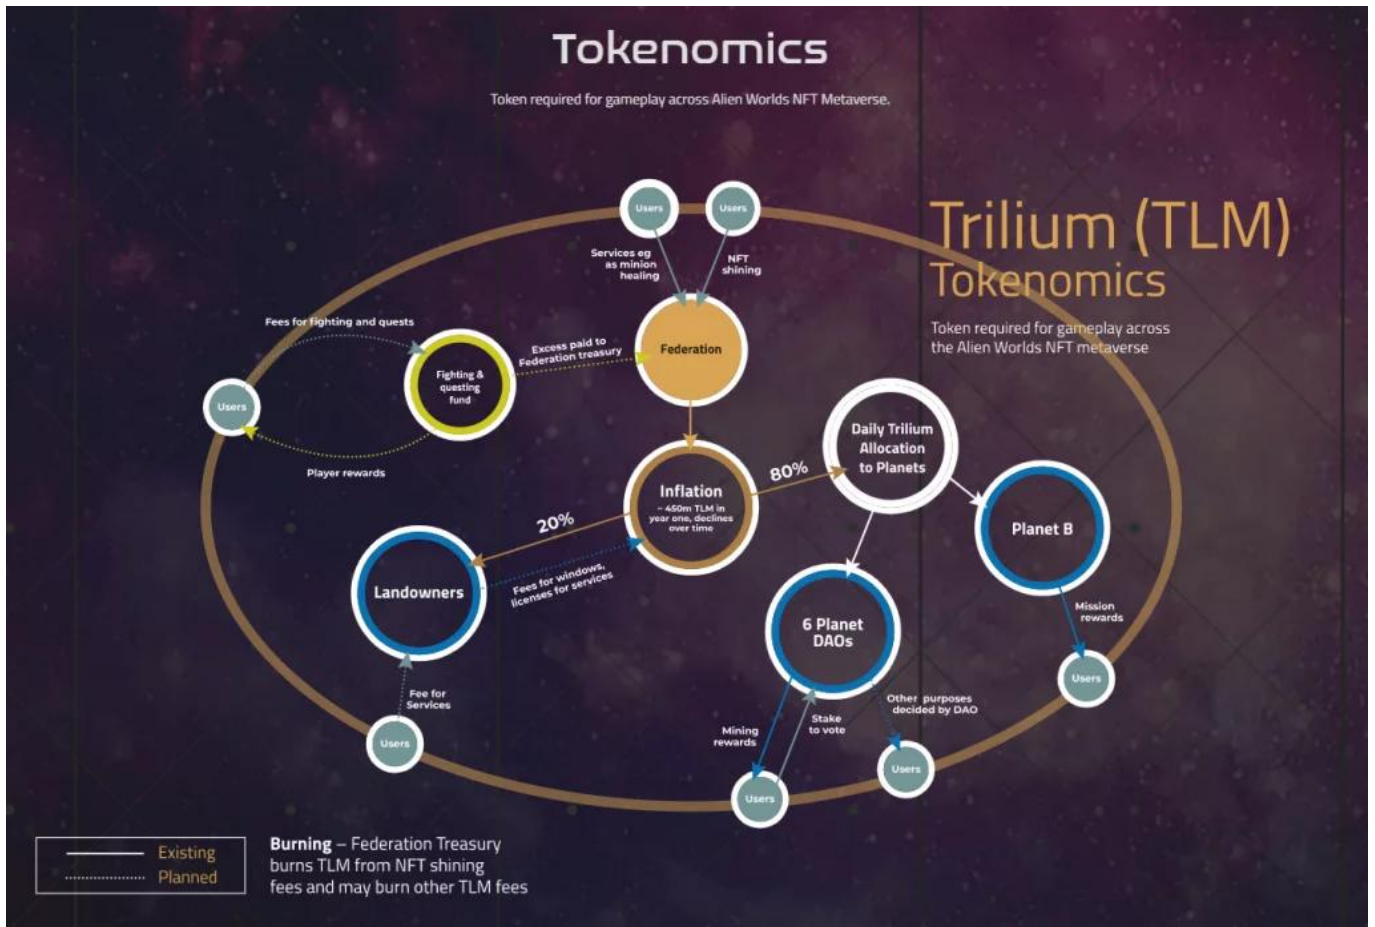 Tokenomics
Token required for gameplay across Alien Worlds NFT Metaverse.
Trilium (TLM)
Tokenomics
Token required for gameplay across
the Alien Worlds NFT metaverse
Users
Users
Services eg
as minion
healing
NFT
shining
Federation
Fees for fighting and quests
Fighting &
questing
fund
Excess paid to
Federation treasury
Users
Player rewards
Inflation
~ 450m TLM in
year one, declines
over time
80%
Daily Trilium
Allocation
to Planets
Planet B
20%
Landowners
Fees for windows,
licenses for services
6 Planet
DAOs
Mission
rewards
Users
Fee for
Services
Users
Mining
rewards
Stake
to vote
Other purposes
decided by DAO
Users
Users
Existing
Planned
Burning – Federation Treasury
burns TLM from NFT shining
fees and may burn other TLM fees